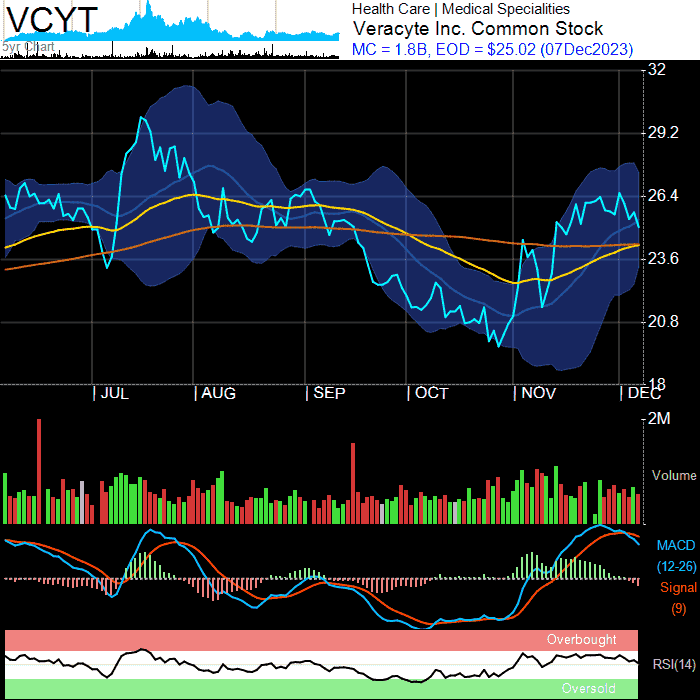 VCYT
5yr Chart
Health Care | Medical Specialities
Veracyte Inc. Common Stock
MC = 1.8B, EOD = $25.02 (07Dec2023)
32
29.2
26.4
23.6
20.8
18
| JUL | AUG | SEP | OCT | NOV | DEC
2M
Volume
MACD
(12-26)
Signal
(9)
Overbought
RSI(14)
Oversold